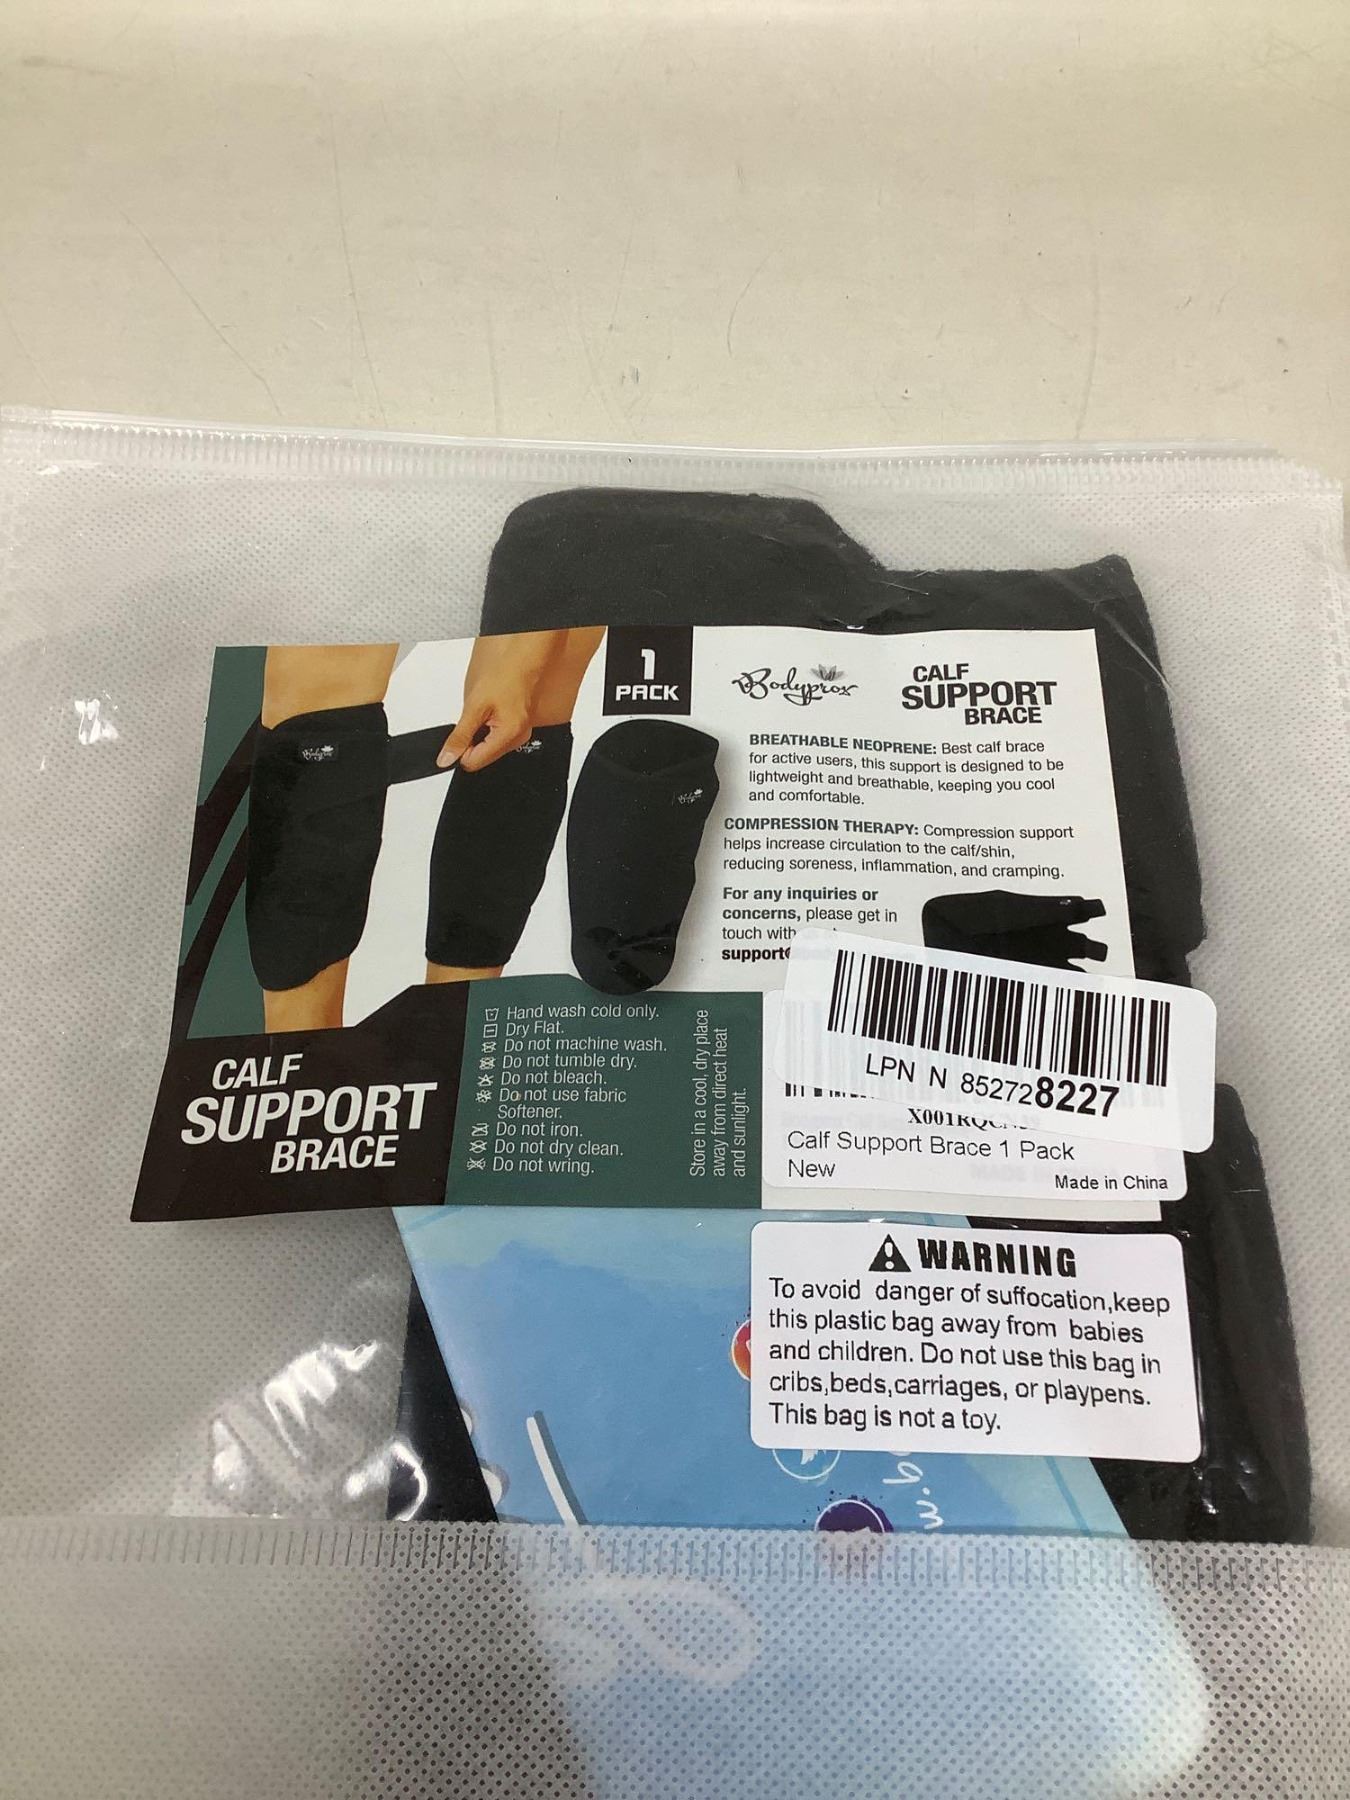 1
PACK
Bodyprox
CALF
SUPPORT
BRACE
BREATHABLE NEOPRENE: Best calf brace
for active users, this support is designed to be
lightweight and breathable, keeping you cool
and comfortable.
COMPRESSION THERAPY: Compression support
helps increase circulation to the calf/shin,
reducing soreness, inflammation, and cramping.
For any inquiries or
concerns, please get in
touch with
support@
CALF
SUPPORT
BRACE
Hand wash cold only.
Dry Flat.
Do not machine wash.
Do not tumble dry.
Do not bleach.
Do not use fabric
Softener.
Do not iron.
Do not dry clean.
Do not wring.
Store in a cool, dry place
away from direct heat
and sunlight.
LPN N 852728227
Calf Support Brace 1 Pack
New
Made in China
WARNING
To avoid danger of suffocation,keep
this plastic bag away from babies
and children. Do not use this bag in
cribs,beds,carriages, or playpens.
This bag is not a toy.